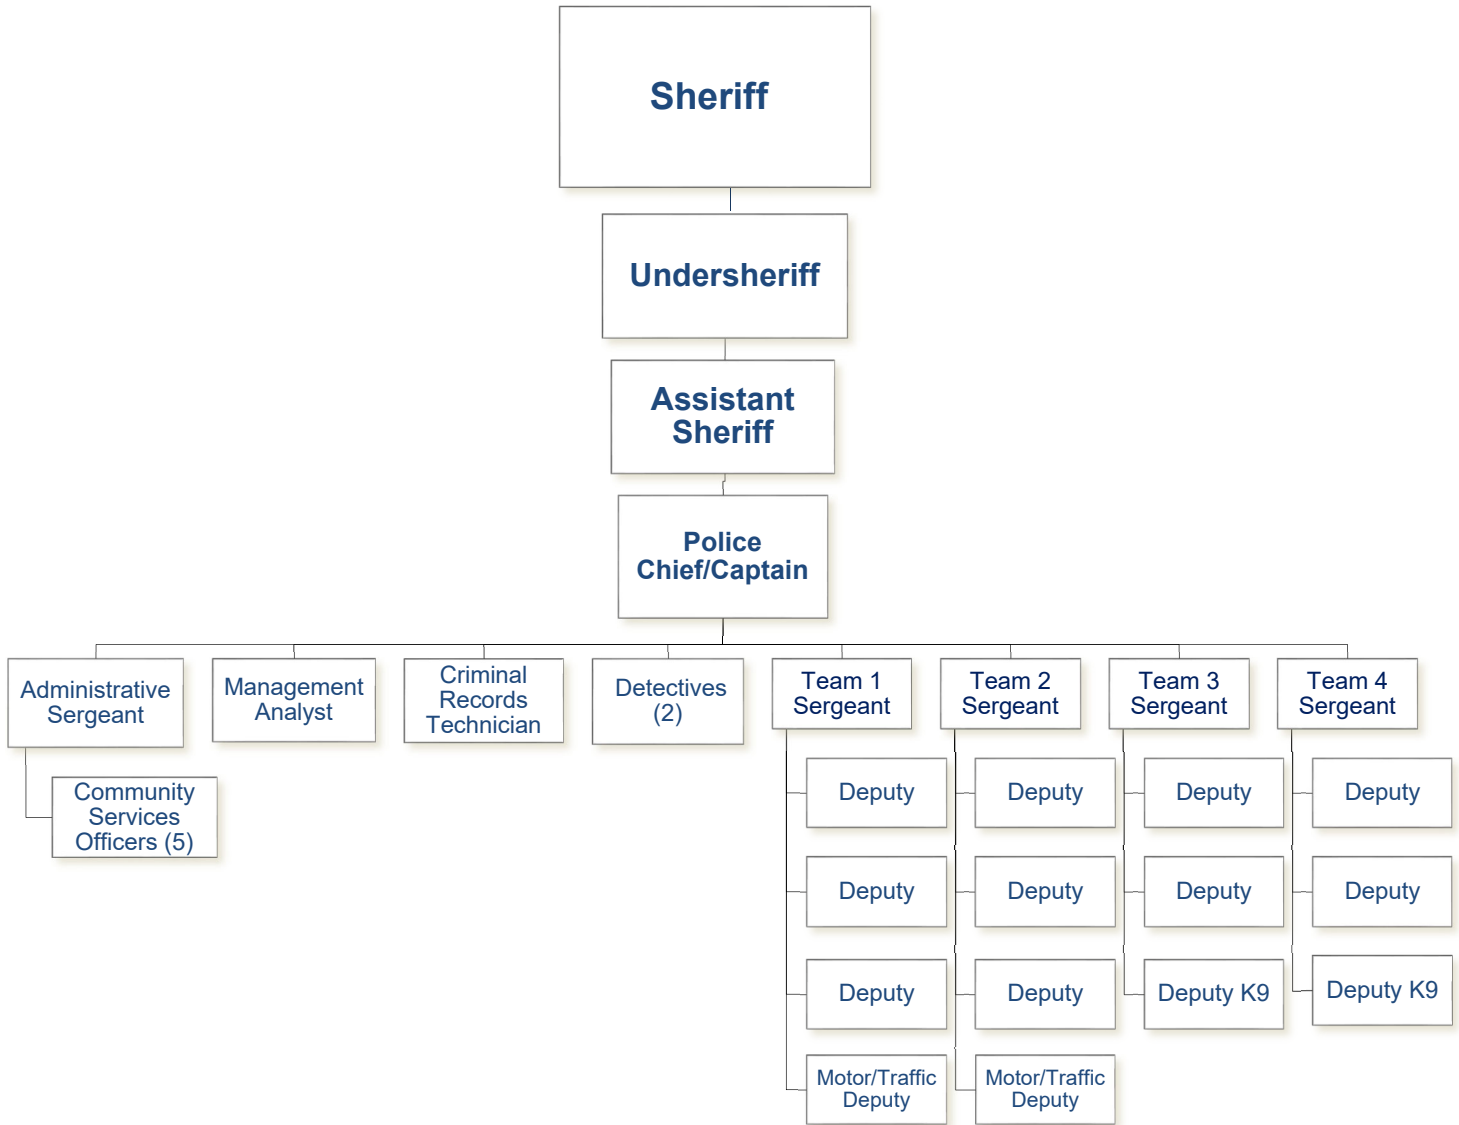 Sheriff
Undersheriff
Assistant
Sheriff
Police
Chief/Captain
Administrative
Sergeant
Management
Analyst
Criminal
Records
Technician
Detectives
(2)
Team 1
Sergeant
Team 2
Sergeant
Team 3
Sergeant
Team 4
Sergeant
Community
Services
Officers (5)
Deputy
Deputy
Deputy
Deputy
Deputy
Deputy
Deputy
Deputy
Deputy
Deputy
Deputy K9
Deputy K9
Motor/Traffic
Deputy
Motor/Traffic
Deputy